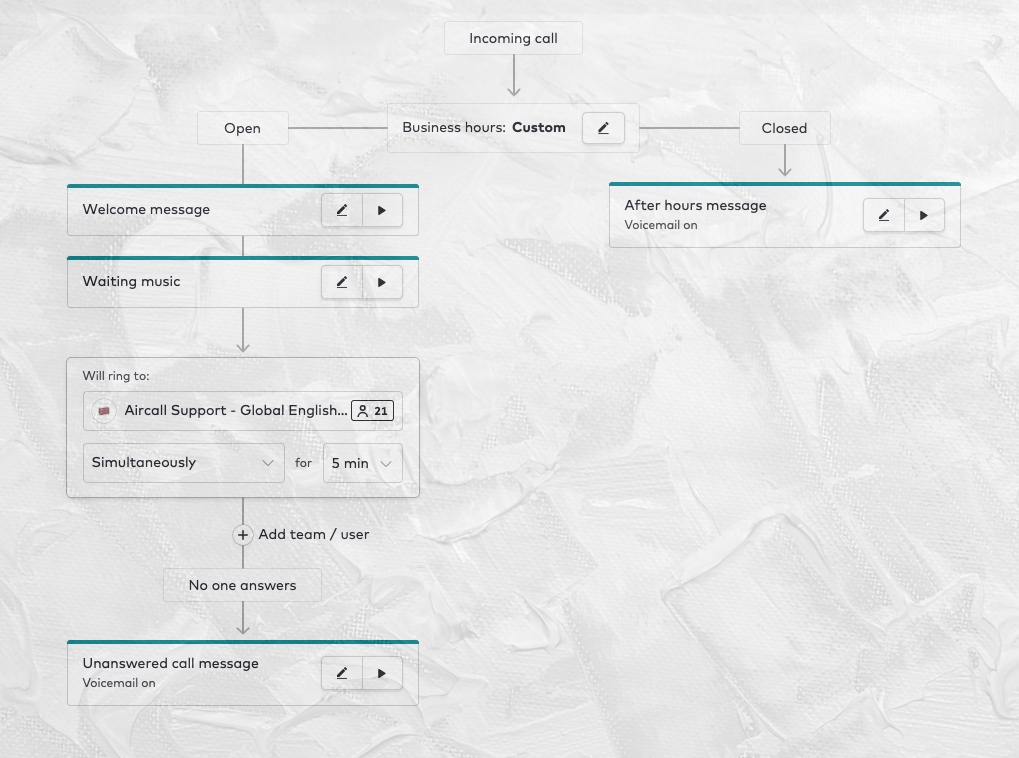 Incoming call
Open
Business hours: Custom
Closed
Welcome message
After hours message
Voicemail on
Waiting music
Will ring to:
Aircall Support - Global English... 21
Simultaneously for 5 min
Add team / user
No one answers
Unanswered call message
Voicemail on